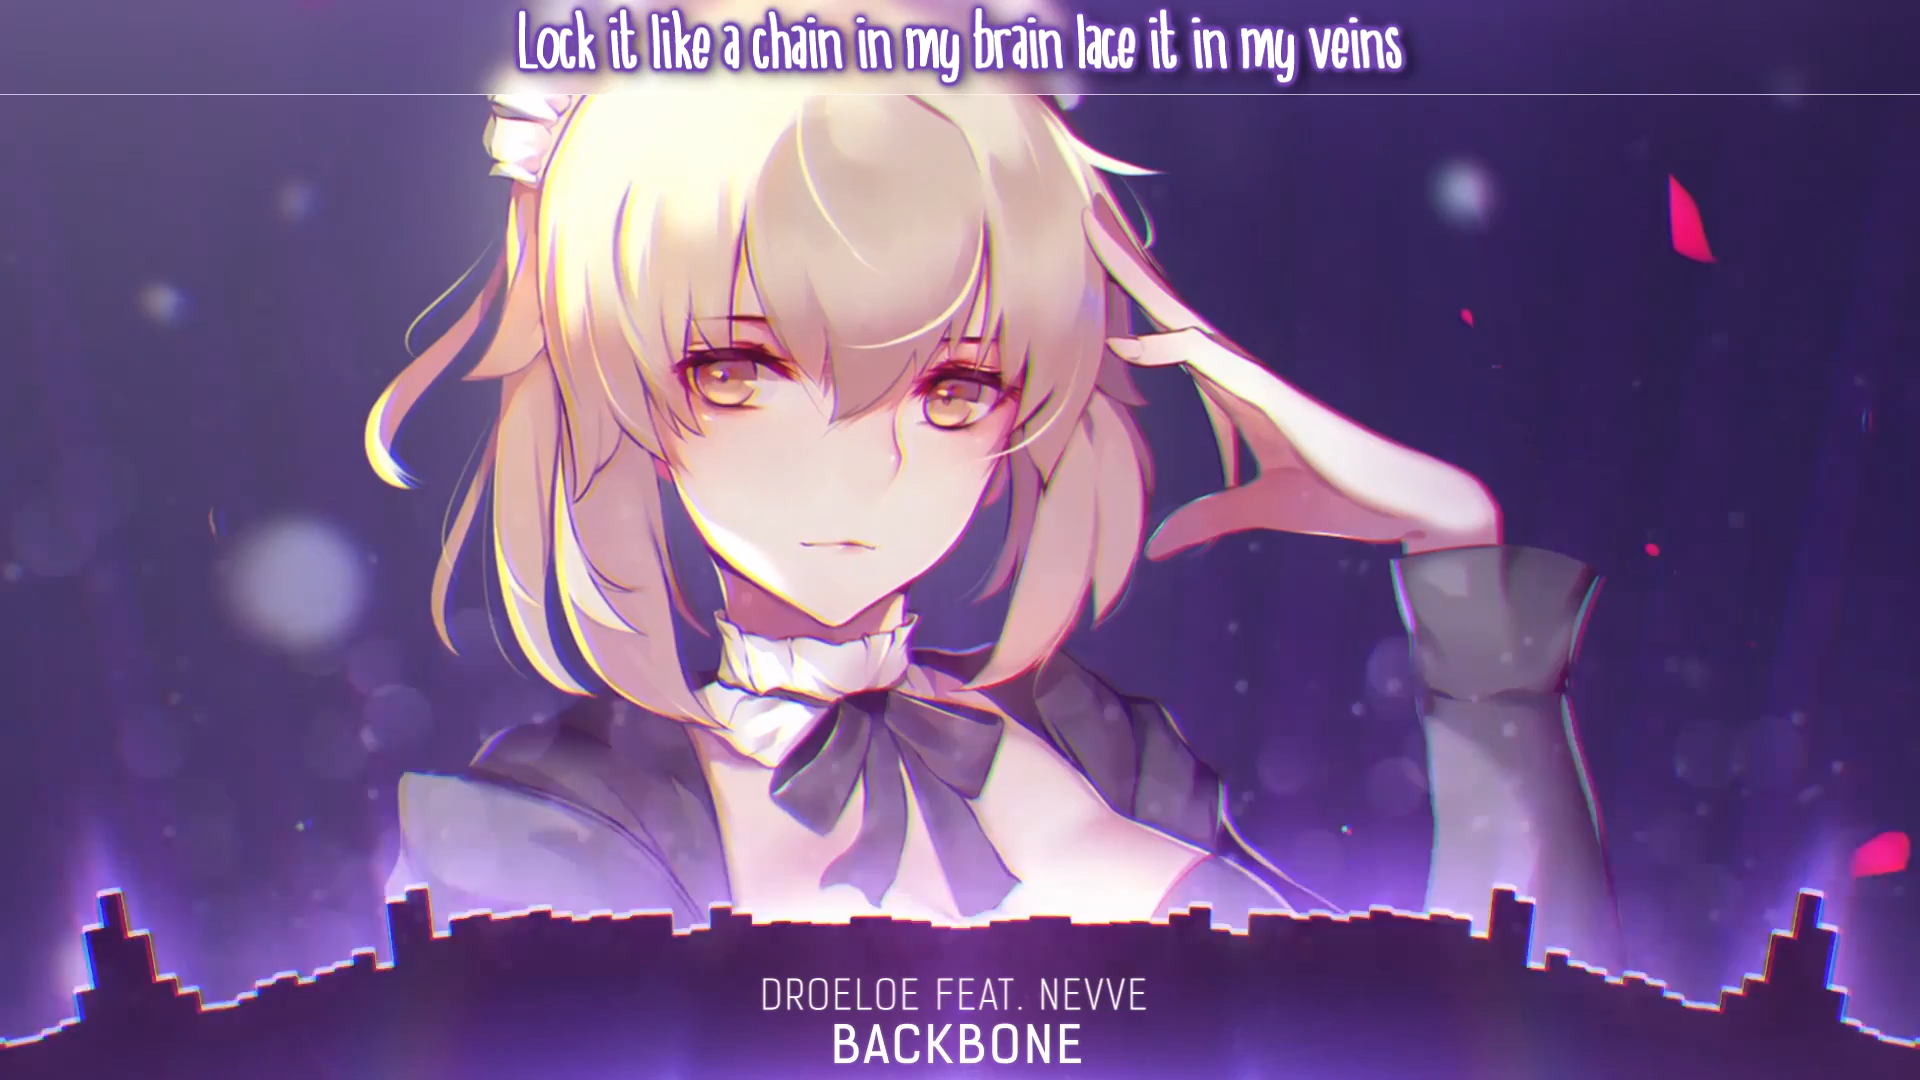 Lock it like a chain in my brain lace it in my veins
DROELOE FEAT. NEVVE
BACKBONE